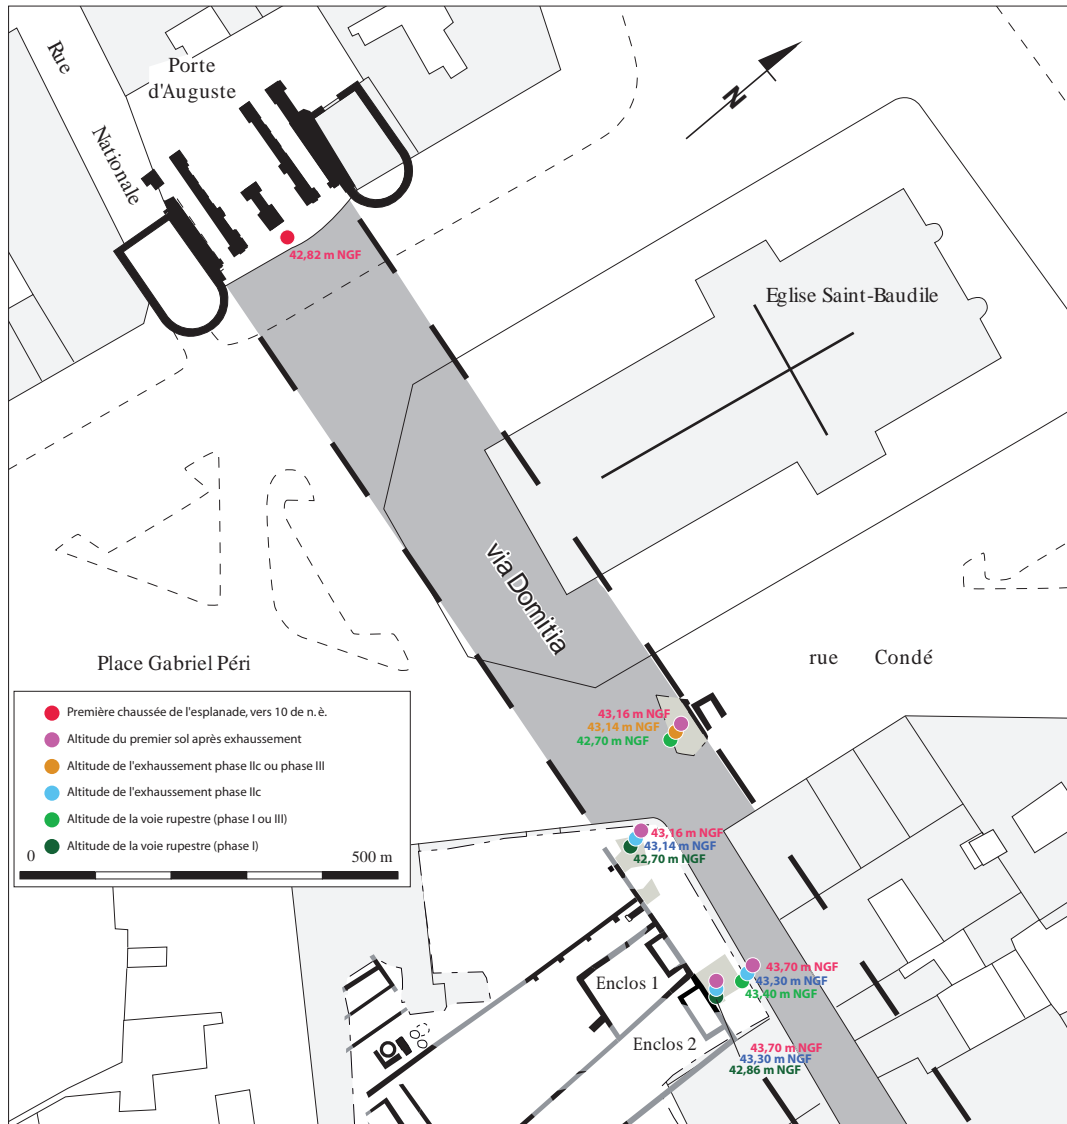 Rue
Nationale
Porte
d'Auguste
N
42,82 m NGF
Eglise Saint-Baudile
via Domitia
Place Gabriel Péri
rue Condé
43,16 m NGF
43,14 m NGF
42,70 m NGF
Première chaussée de l'esplanade, vers 10 de n. è.
Altitude du premier sol après exhaussement
Altitude de l'exhaussement phase IIc ou phase III
Altitude de l'exhaussement phase IIc
Altitude de la voie rupestre (phase I ou III)
Altitude de la voie rupestre (phase I)
0 500 m
43,16 m NGF
43,14 m NGF
42,70 m NGF
43,70 m NGF
43,30 m NGF
43,40 m NGF
Enclos 1
Enclos 2
43,70 m NGF
43,30 m NGF
42,86 m NGF